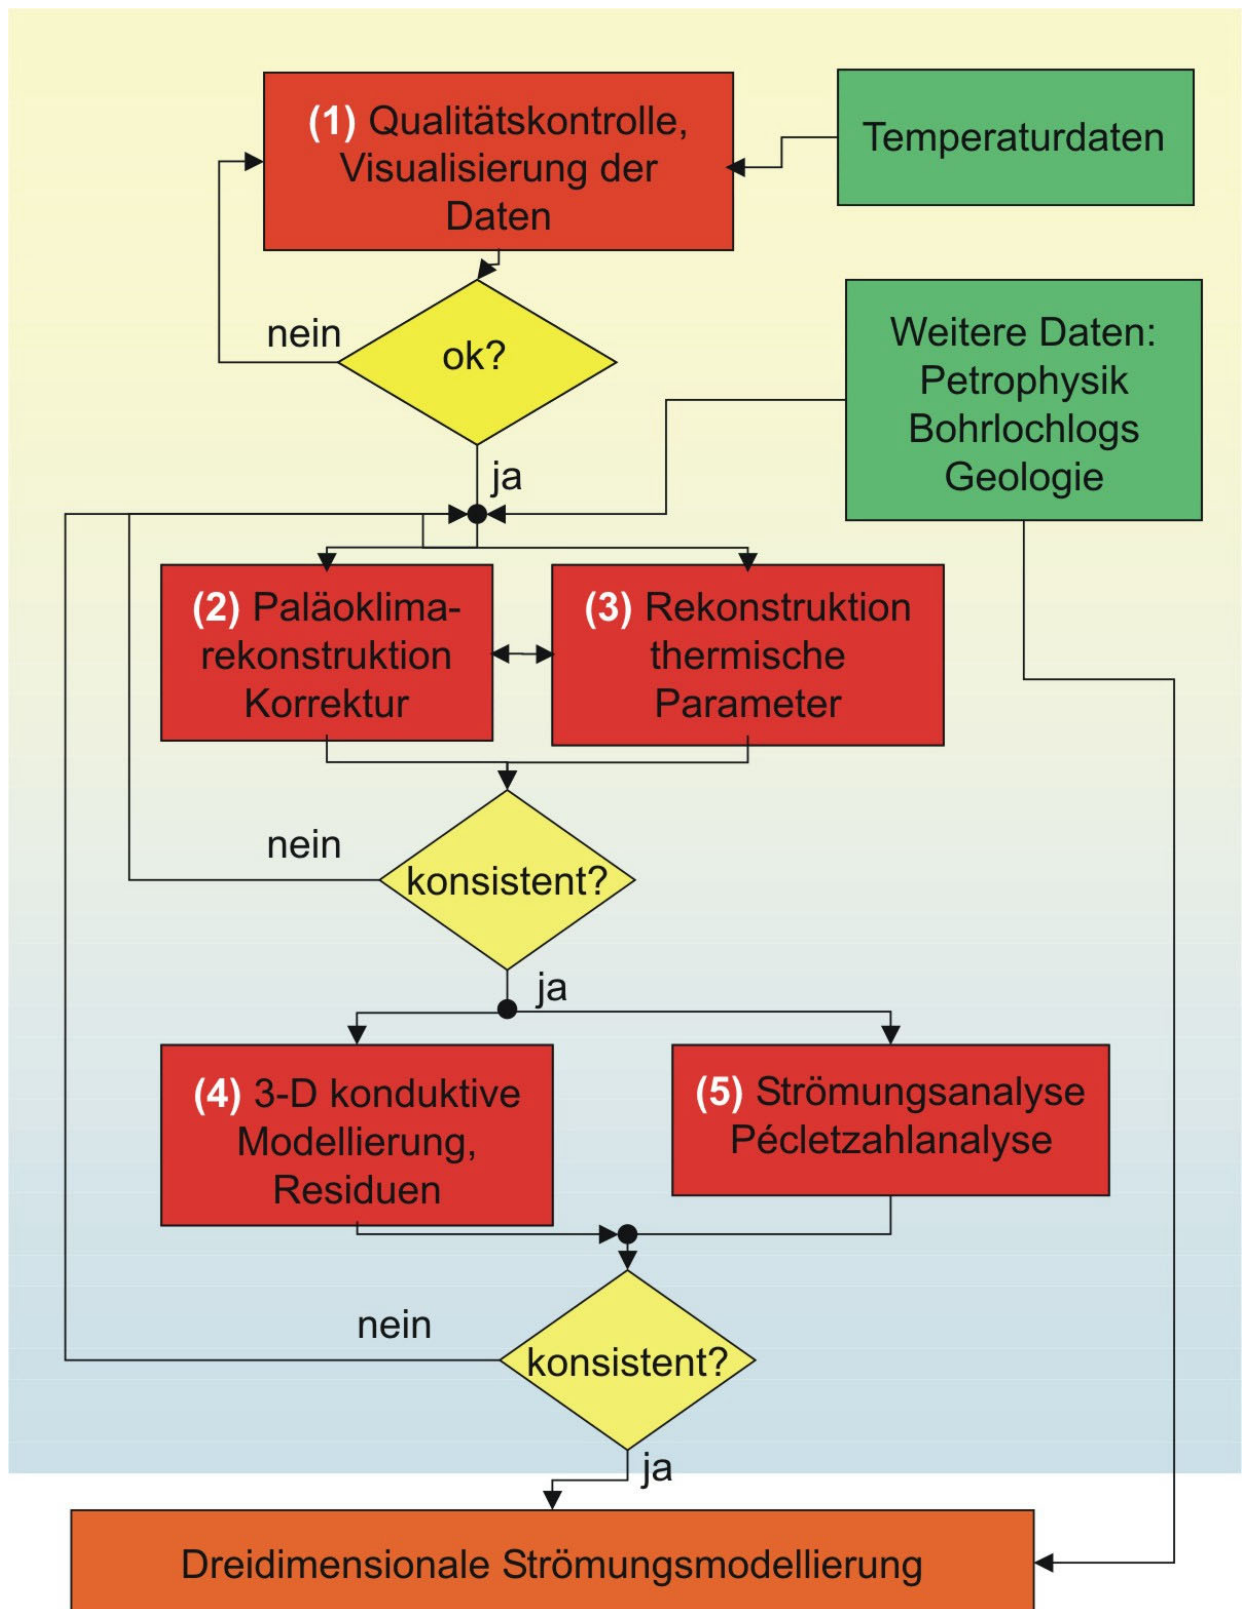 (1) Qualitätskontrolle,
Visualisierung der
Daten
Temperaturdaten
nein
ok?
Weitere Daten:
Petrophysik
Bohrlochlogs
Geologie
ja
(2) Paläoklima-
rekonstruktion
Korrektur
(3) Rekonstruktion
thermische
Parameter
nein
konsistent?
ja
(4) 3-D konduktive
Modellierung,
Residuen
(5) Strömungsanalyse
Pécletzahlanalyse
nein
konsistent?
ja
Dreidimensionale Strömungsmodellierung